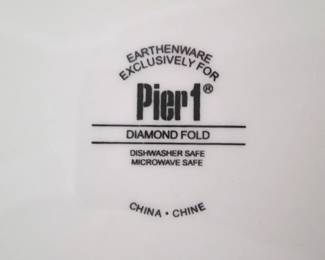 EARTHENWARE
EXCLUSIVELY FOR
Pier1®
DIAMOND FOLD
DISHWASHER SAFE
MICROWAVE SAFE
CHINA • CHINE